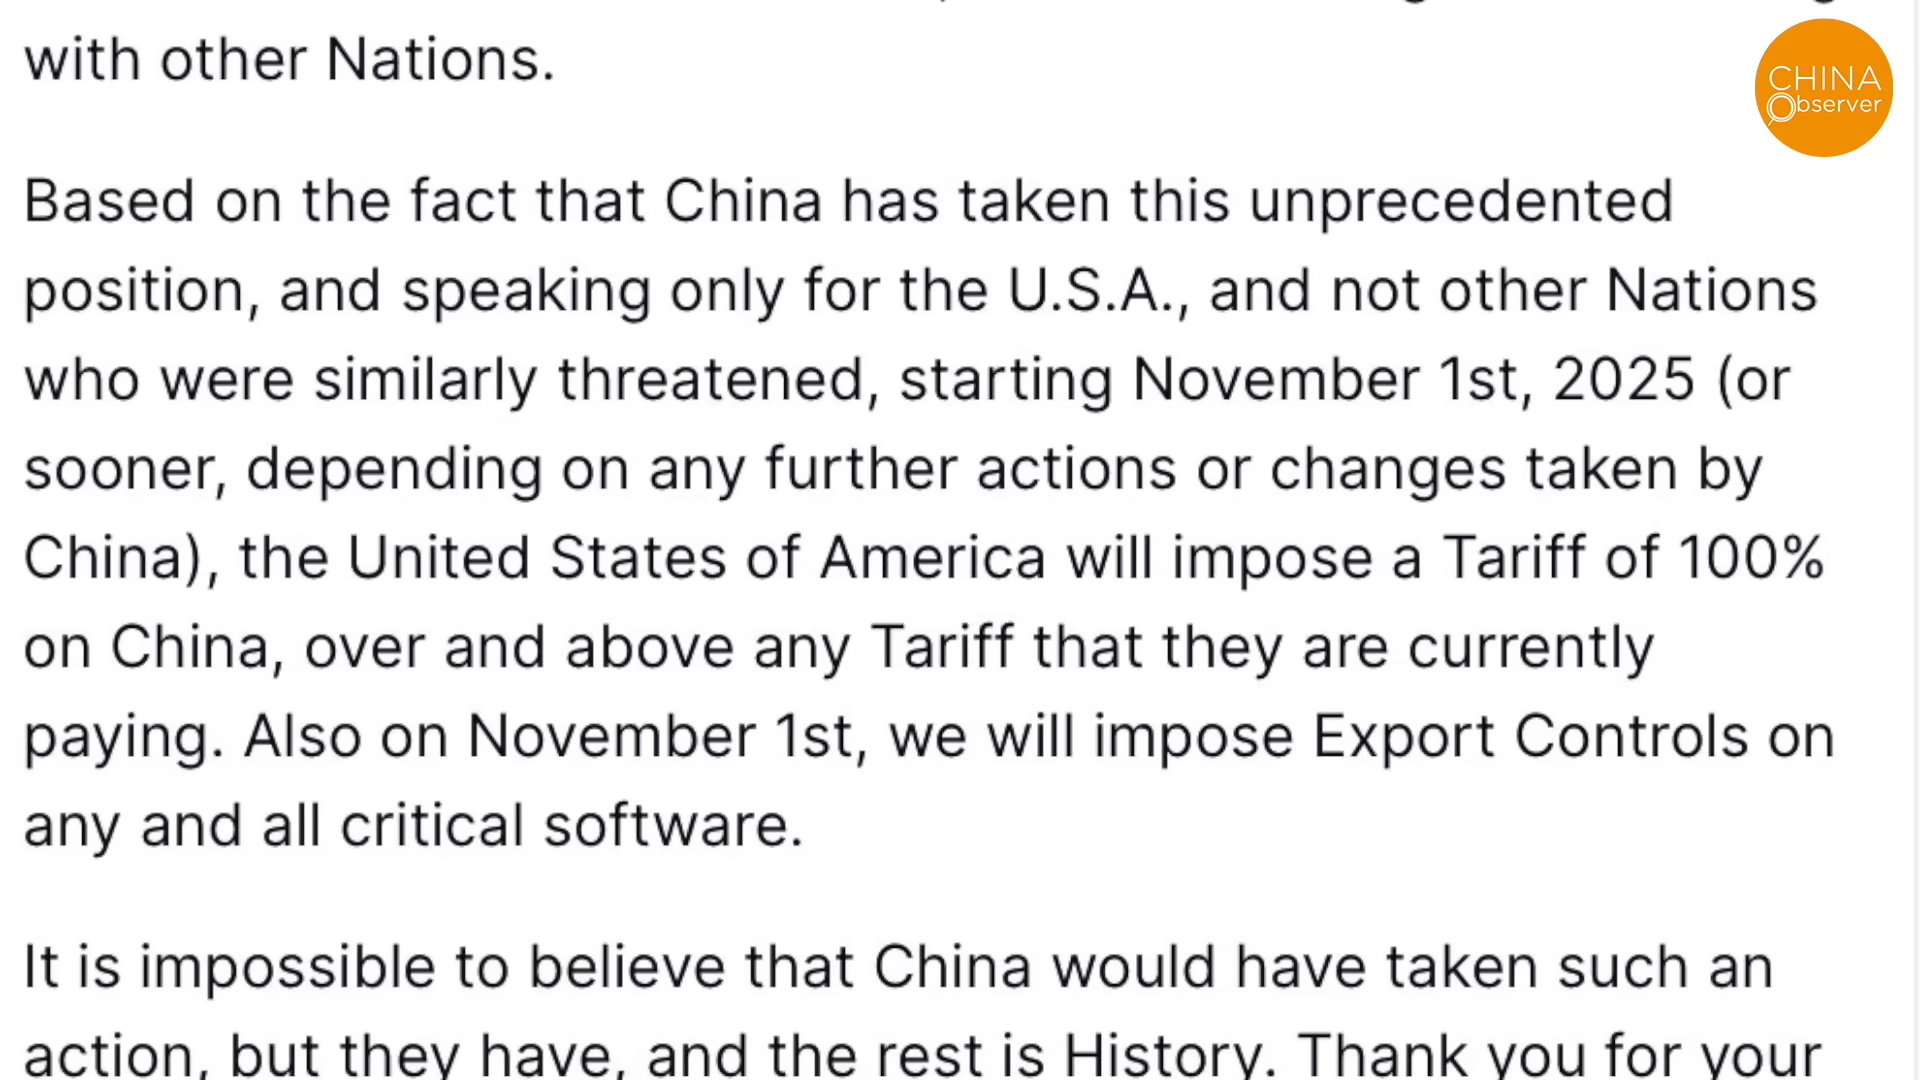 with other Nations.
CHINA
Observer
Based on the fact that China has taken this unprecedented
position, and speaking only for the U.S.A., and not other Nations
who were similarly threatened, starting November 1st, 2025 (or
sooner, depending on any further actions or changes taken by
China), the United States of America will impose a Tariff of 100%
on China, over and above any Tariff that they are currently
paying. Also on November 1st, we will impose Export Controls on
any and all critical software.
It is impossible to believe that China would have taken such an
action, but they have, and the rest is History. Thank you for your